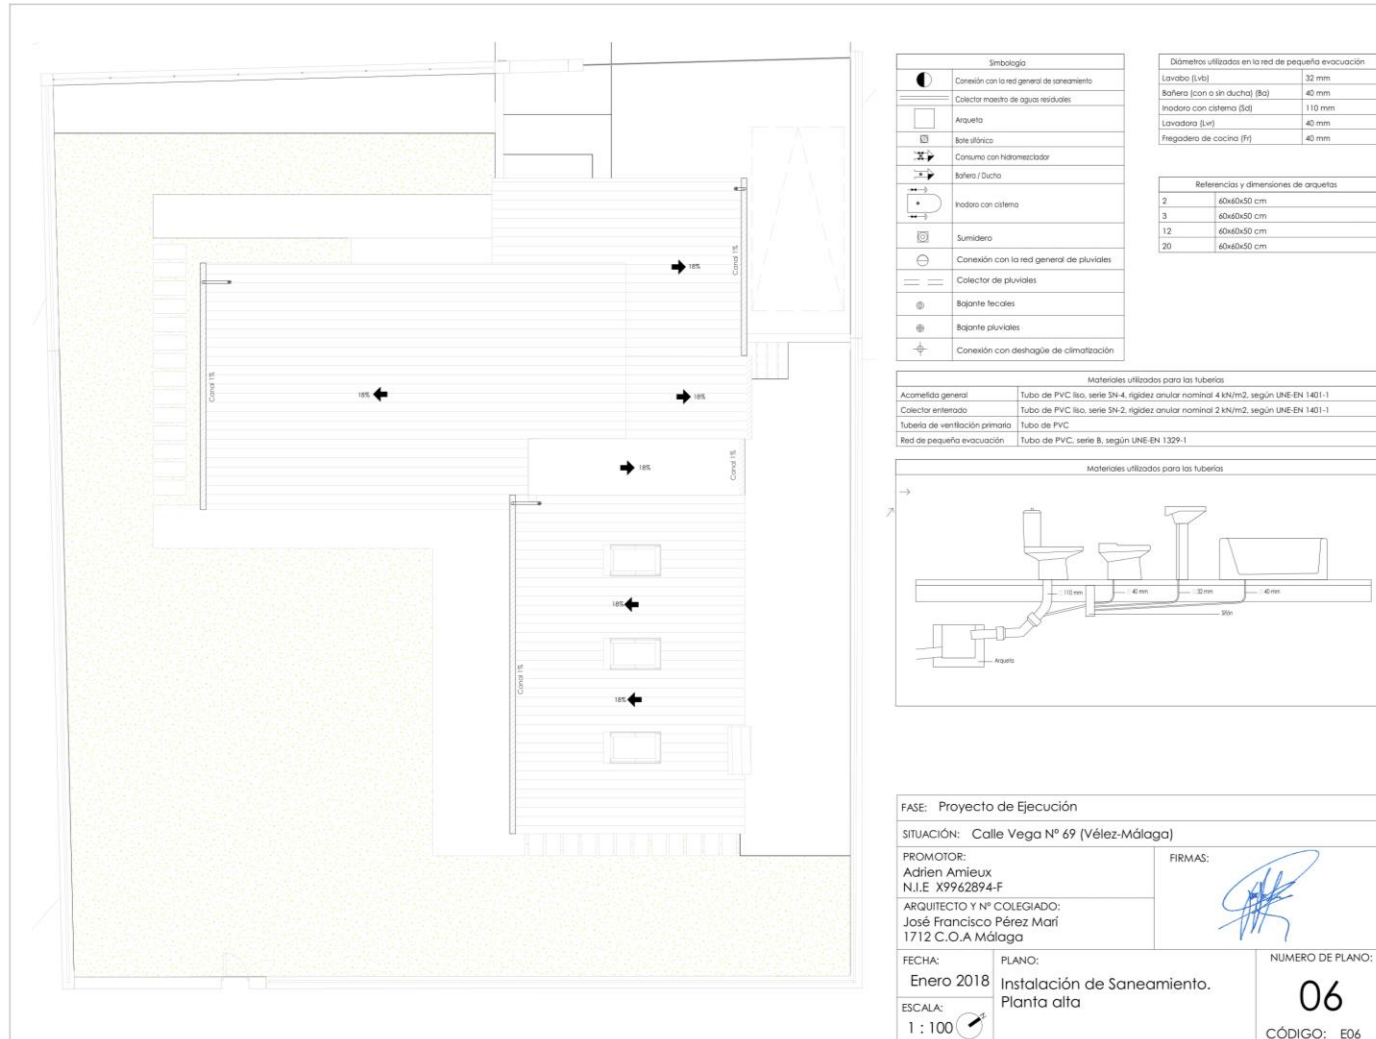 Canal 1%
18%
Canal 1%
18%
18%
18%
Canal 1%
18%
Canal 1%
18%
Simbología
Conexión con la red general de saneamiento
Colector maestro de aguas residuales
Arqueta
Bote sifónico
Consumo con hidromezclador
Bañera / Ducha
Inodoro con cisterna
Sumidero
Conexión con la red general de pluviales
Colector de pluviales
Bajante fecales
Bajante pluviales
Conexión con deshagüe de climatización
Diámetros utilizados en la red de pequeña evacuación
Lavabo (Lvb) 32 mm
Bañera (con o sin ducha) (Ba) 40 mm
Inodoro con cisterna (Sd) 110 mm
Lavadora (Lvr) 40 mm
Fregadero de cocina (Fr) 40 mm
Referencias y dimensiones de arquetas
2 60x60x50 cm
3 60x60x50 cm
12 60x60x50 cm
20 60x60x50 cm
Materiales utilizados para las tuberías
Acometida general Tubo de PVC liso, serie SN-4, rigidez anular nominal 4 kN/m2, según UNE-EN 1401-1
Colector enterrado Tubo de PVC liso, serie SN-2, rigidez anular nominal 2 kN/m2, según UNE-EN 1401-1
Tubería de ventilación primaria Tubo de PVC
Red de pequeña evacuación Tubo de PVC, serie B, según UNE-EN 1329-1
Materiales utilizados para las tuberías
110 mm 40 mm 32 mm 40 mm
Sifón
Arqueta
FASE: Proyecto de Ejecución
SITUACIÓN: Calle Vega Nº 69 (Vélez-Málaga)
PROMOTOR:
Adrien Amieux
N.I.E X9962894-F
FIRMAS:
ARQUITECTO Y Nº COLEGIADO:
José Francisco Pérez Marí
1712 C.O.A Málaga
FECHA:
Enero 2018
ESCALA:
1 : 100
N
PLANO:
Instalación de Saneamiento.
Planta alta
NUMERO DE PLANO:
06
CÓDIGO: E06